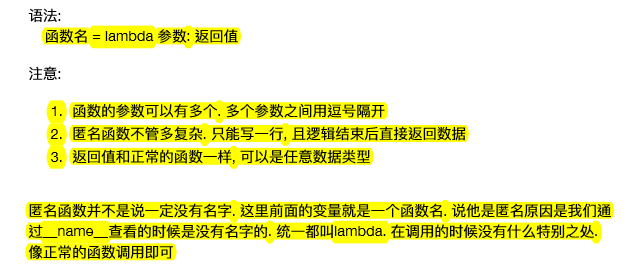 语法:
函数名 = lambda 参数: 返回值
注意:
1. 函数的参数可以有多个. 多个参数之间用逗号隔开
2. 匿名函数不管多复杂. 只能写一行, 且逻辑结束后直接返回数据
3. 返回值和正常的函数一样, 可以是任意数据类型
匿名函数并不是说一定没有名字. 这里前面的变量就是一个函数名. 说他是匿名原因是我们通
过__name__查看的时候是没有名字的. 统一都叫lambda. 在调用的时候没有什么特别之处.
像正常的函数调用即可